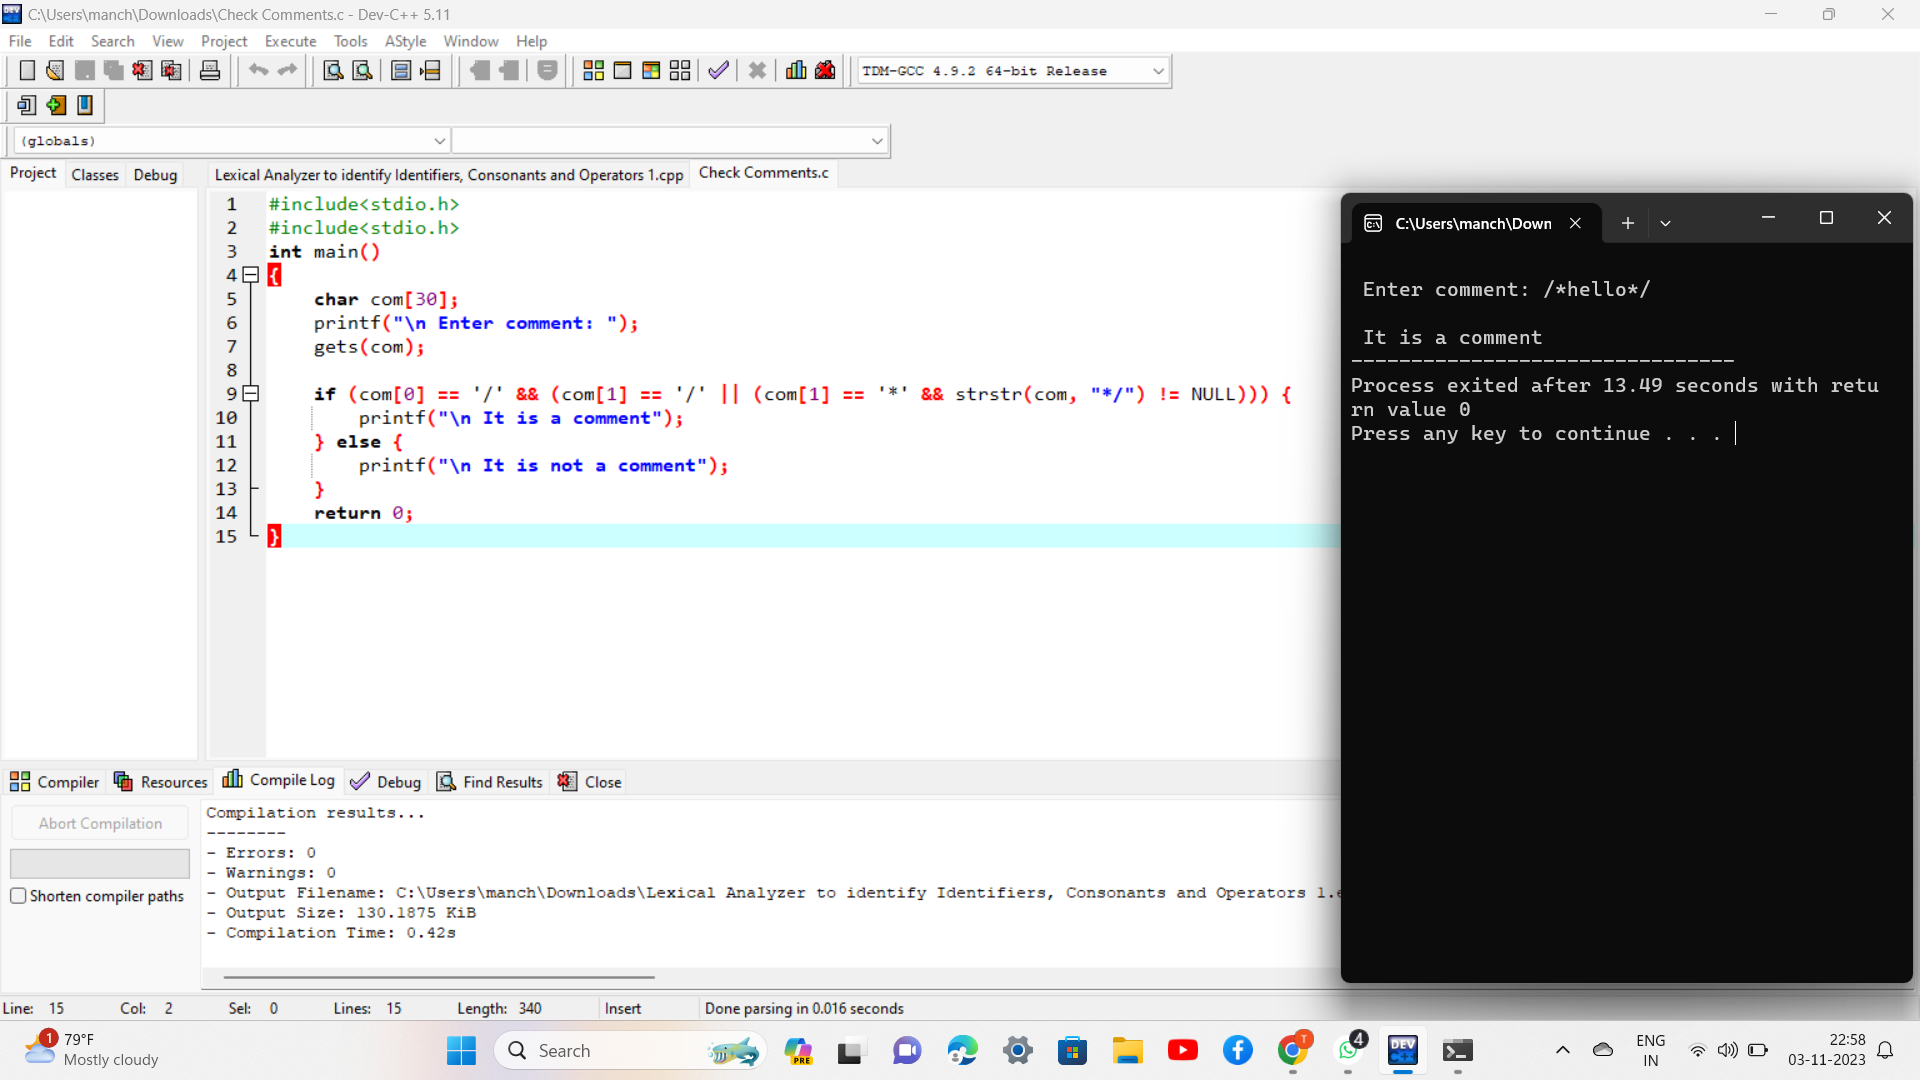 C:\Users\manch\Downloads\Check Comments.c - Dev-C++ 5.11
File Edit Search View Project Execute Tools AStyle Window Help
TDM-GCC 4.9.2 64-bit Release
(globals)
Project Classes Debug
Lexical Analyzer to identify Identifiers, Consonants and Operators 1.cpp Check Comments.c
1 #include<stdio.h>
2 #include<stdio.h>
3 int main()
4 {
5 char com[30];
6 printf("\n Enter comment: ");
7 gets(com);
8
9 if (com[0] == '/' && (com[1] == '/' || (com[1] == '*' && strstr(com, "*/") != NULL))) {
10 printf("\n It is a comment");
11 } else {
12 printf("\n It is not a comment");
13 }
14 return 0;
15 }
C:\Users\manch\Down
Enter comment: /*hello*/
It is a comment
--------------------------------
Process exited after 13.49 seconds with retu
rn value 0
Press any key to continue . . .
Compiler Resources Compile Log Debug Find Results Close
Abort Compilation
Shorten compiler paths
Compilation results...
--------
- Errors: 0
- Warnings: 0
- Output Filename: C:\Users\manch\Downloads\Lexical Analyzer to identify Identifiers, Consonants and Operators 1.e
- Output Size: 130.1875 KiB
- Compilation Time: 0.42s
Line: 15 Col: 2 Sel: 0 Lines: 15 Length: 340 Insert Done parsing in 0.016 seconds
1
79°F
Mostly cloudy
Search
PRE
T
4
DEV
C++
ENG
IN
22:58
03-11-2023